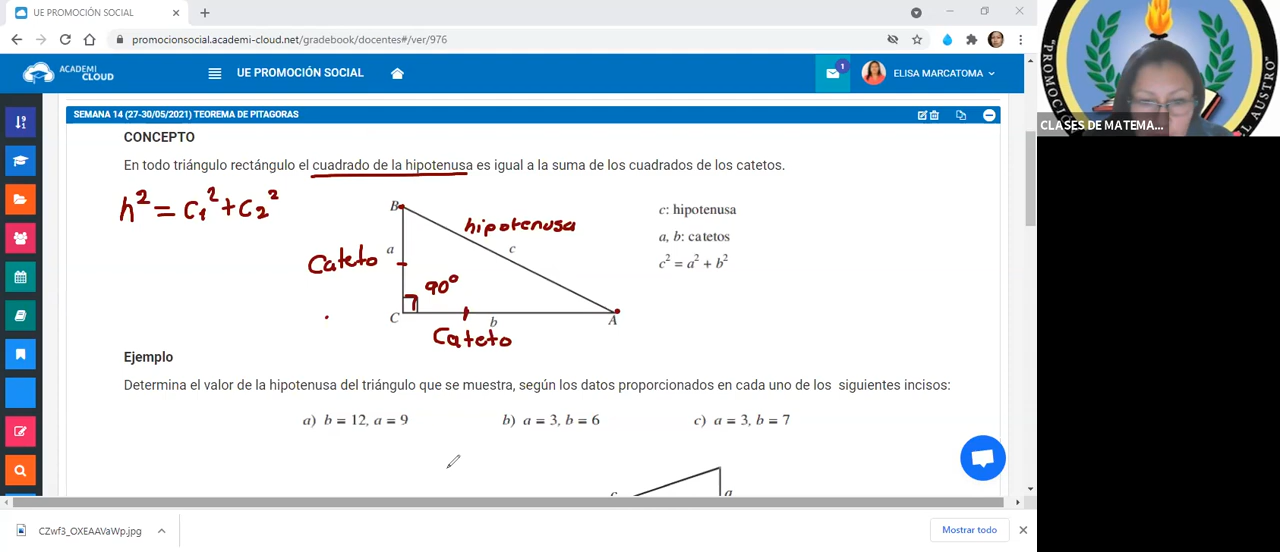 UE PROMOCIÓN SOCIAL
promocionsocial.academi-cloud.net/gradebook/docentes#/ver/976
ACADEMI
CLOUD
UE PROMOCIÓN SOCIAL
1
ELISA MARCATOMA
SEMANA 14 (27-30/05/2021) TEOREMA DE PITAGORAS
CONCEPTO
En todo triángulo rectángulo el cuadrado de la hipotenusa es igual a la suma de los cuadrados de los catetos.
h² = c₁² + c₂²
B
hipotenusa
c: hipotenusa
a
c
a, b: catetos
Cateto
c² = a² + b²
90°
C
b
A
Cateto
Ejemplo
Determina el valor de la hipotenusa del triángulo que se muestra, según los datos proporcionados en cada uno de los siguientes incisos:
a) b = 12, a = 9
b) a = 3, b = 6
c) a = 3, b = 7
c
a
CZwf3_OXEAAVaWp.jpg
Mostrar todo
CLASES DE MATEMA...
"PROMOCIÓ
L AUSTRO"